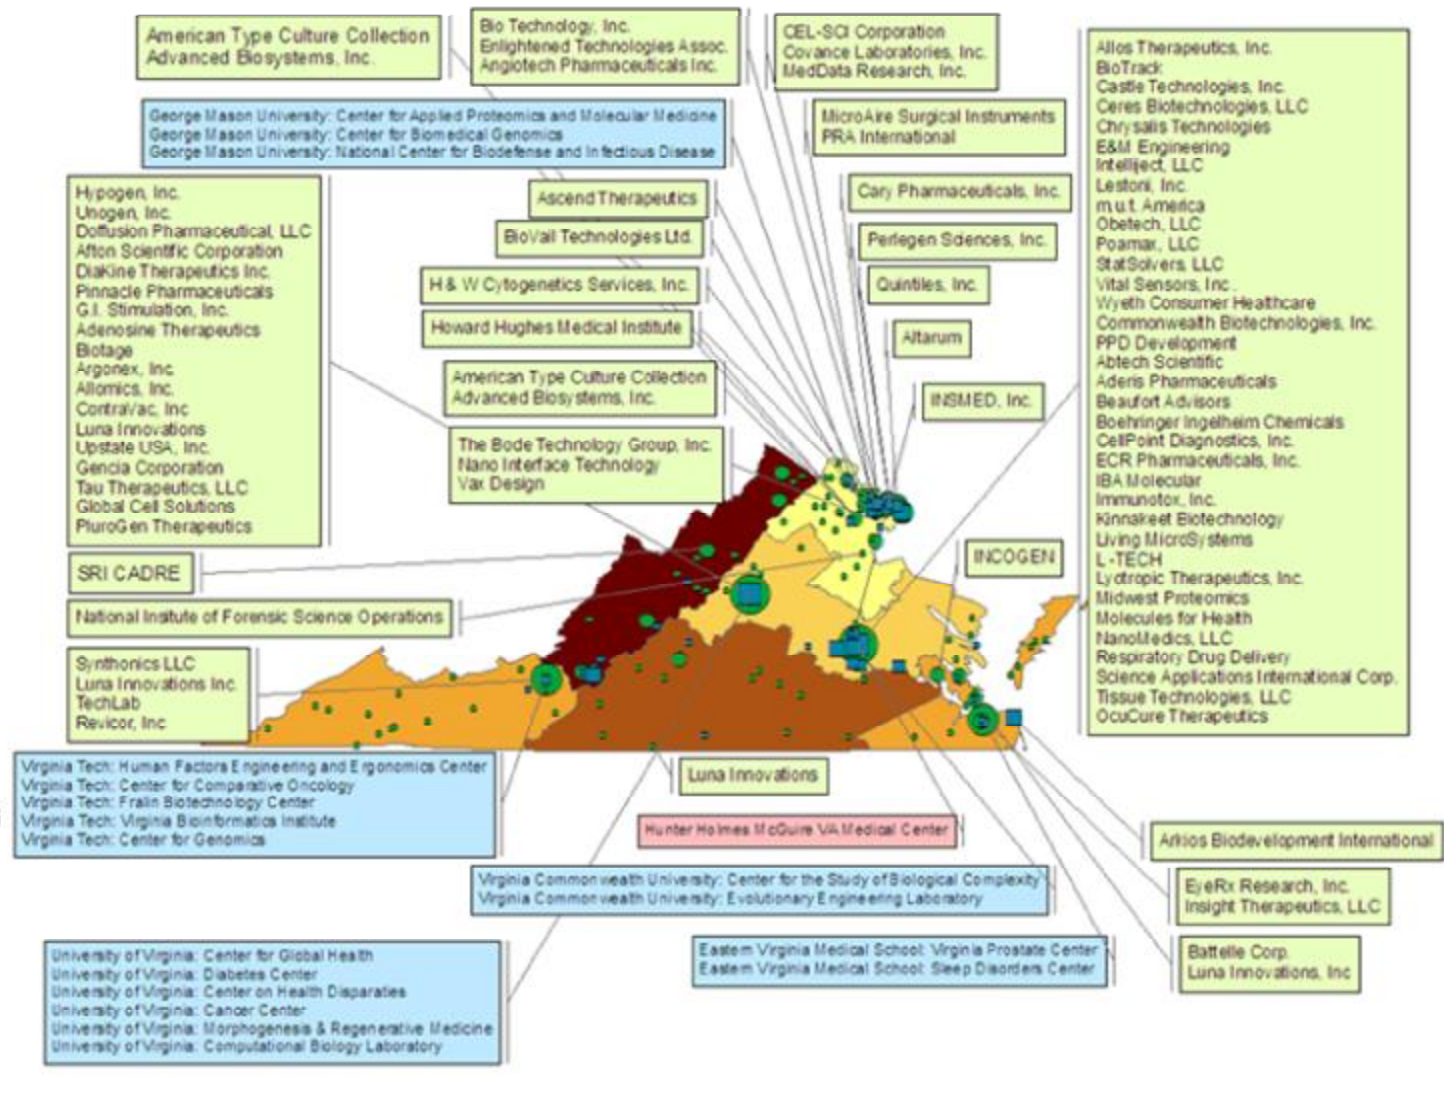 American Type Culture Collection
Advanced Biosystems, Inc.
Bio Technology, Inc.
Enlightened Technologies Assoc.
Angiotech Pharmaceuticals Inc.
CEL-SCI Corporation
Covance Laboratories, Inc.
MedData Research, Inc.
George Mason University: Center for Applied Proteomics and Molecular Medicine
George Mason University: Center for Biomedical Genomics
George Mason University: National Center for Biodefense and Infectious Disease
MicroAire Surgical Instruments
PRA International
Ascend Therapeutics
Cary Pharmaceuticals, Inc.
BioVail Technologies Ltd.
Perlegen Sciences, Inc.
H & W Cytogenetics Services, Inc.
Quintiles, Inc.
Howard Hughes Medical Institute
Altarum
American Type Culture Collection
Advanced Biosystems, Inc.
INSMED, Inc.
The Bode Technology Group, Inc.
Nano Interface Technology
Vax Design
Hypogen, Inc.
Unogen, Inc.
Doffusion Pharmaceutical, LLC
Afton Scientific Corporation
DiaKine Therapeutics Inc.
Pinnacle Pharmaceuticals
G.I. Stimulation, Inc.
Adenosine Therapeutics
Biotage
Argonex, Inc.
Allomics, Inc.
ContraVac, Inc
Luna Innovations
Upstate USA, Inc.
Gencia Corporation
Tau Therapeutics, LLC
Global Cell Solutions
PluroGen Therapeutics
SRI CADRE
National Insitute of Forensic Science Operations
Synthonics LLC
Luna Innovations Inc.
TechLab
Revicor, Inc
Allos Therapeutics, Inc.
BioTrack
Castle Technologies, Inc.
Ceres Biotechnologies, LLC
Chrysalis Technologies
E&M Engineering
Intelliject, LLC
Lestoni, Inc.
m.u.t. America
Obetech, LLC
Poamar, LLC
StatSolvers, LLC
Vital Sensors, Inc.
Wyeth Consumer Healthcare
Commonwealth Biotechnologies, Inc.
PPD Development
Abtech Scientific
Aderis Pharmaceuticals
Beaufort Advisors
Boehringer Ingelheim Chemicals
CellPoint Diagnostics, Inc.
ECR Pharmaceuticals, Inc.
IBA Molecular
Immunotox, Inc.
Kinnakeet Biotechnology
Living MicroSystems
L-TECH
Lyotropic Therapeutics, Inc.
Midwest Proteomics
Molecules for Health
NanoMedics, LLC
Respiratory Drug Delivery
Science Applications International Corp.
Tissue Technologies, LLC
OcuCure Therapeutics
INCOGEN
Virginia Tech: Human Factors Engineering and Ergonomics Center
Virginia Tech: Center for Comparative Oncology
Virginia Tech: Fralin Biotechnology Center
Virginia Tech: Virginia Bioinformatics Institute
Virginia Tech: Center for Genomics
Luna Innovations
Hunter Holmes McGuire VA Medical Center
Virginia Commonwealth University: Center for the Study of Biological Complexity
Virginia Commonwealth University: Evolutionary Engineering Laboratory
Arkios Biodevelopment International
EyeRx Research, Inc.
Insight Therapeutics, LLC
Eastern Virginia Medical School: Virginia Prostate Center
Eastern Virginia Medical School: Sleep Disorders Center
Battelle Corp.
Luna Innovations, Inc
University of Virginia: Center for Global Health
University of Virginia: Diabetes Center
University of Virginia: Center on Health Disparaties
University of Virginia: Cancer Center
University of Virginia: Morphogenesis & Regenerative Medicine
University of Virginia: Computational Biology Laboratory